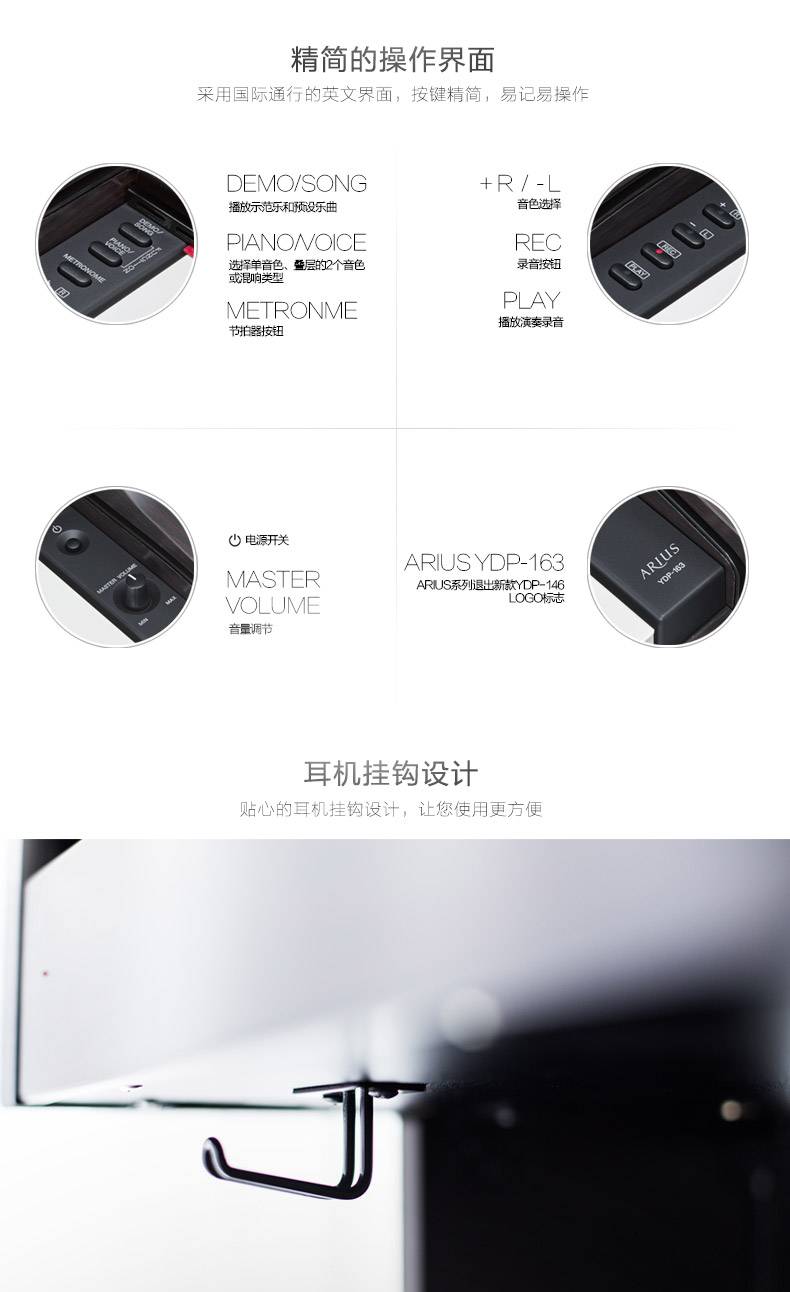 精简的操作界面
采用国际通行的英文界面，按键精简，易记易操作
DEMO/SONG
播放示范乐和预设乐曲
PIANO/VOICE
选择单音色、叠层的2个音色
或混响类型
METRONME
节拍器按钮
+R / -L
音色选择
REC
录音按钮
PLAY
播放演奏录音
DEMO/
SONG
PIANO/
VOICE
METRONOME
R
+
R
-
L
REC
PLAY
电源开关
MASTER
VOLUME
音量调节
ARIUS YDP-163
ARIUS系列退出新款YDP-146
LOGO标志
MASTER VOLUME
MIN
MAX
ARIUS
YDP-163
耳机挂钩设计
贴心的耳机挂钩设计，让您使用更方便